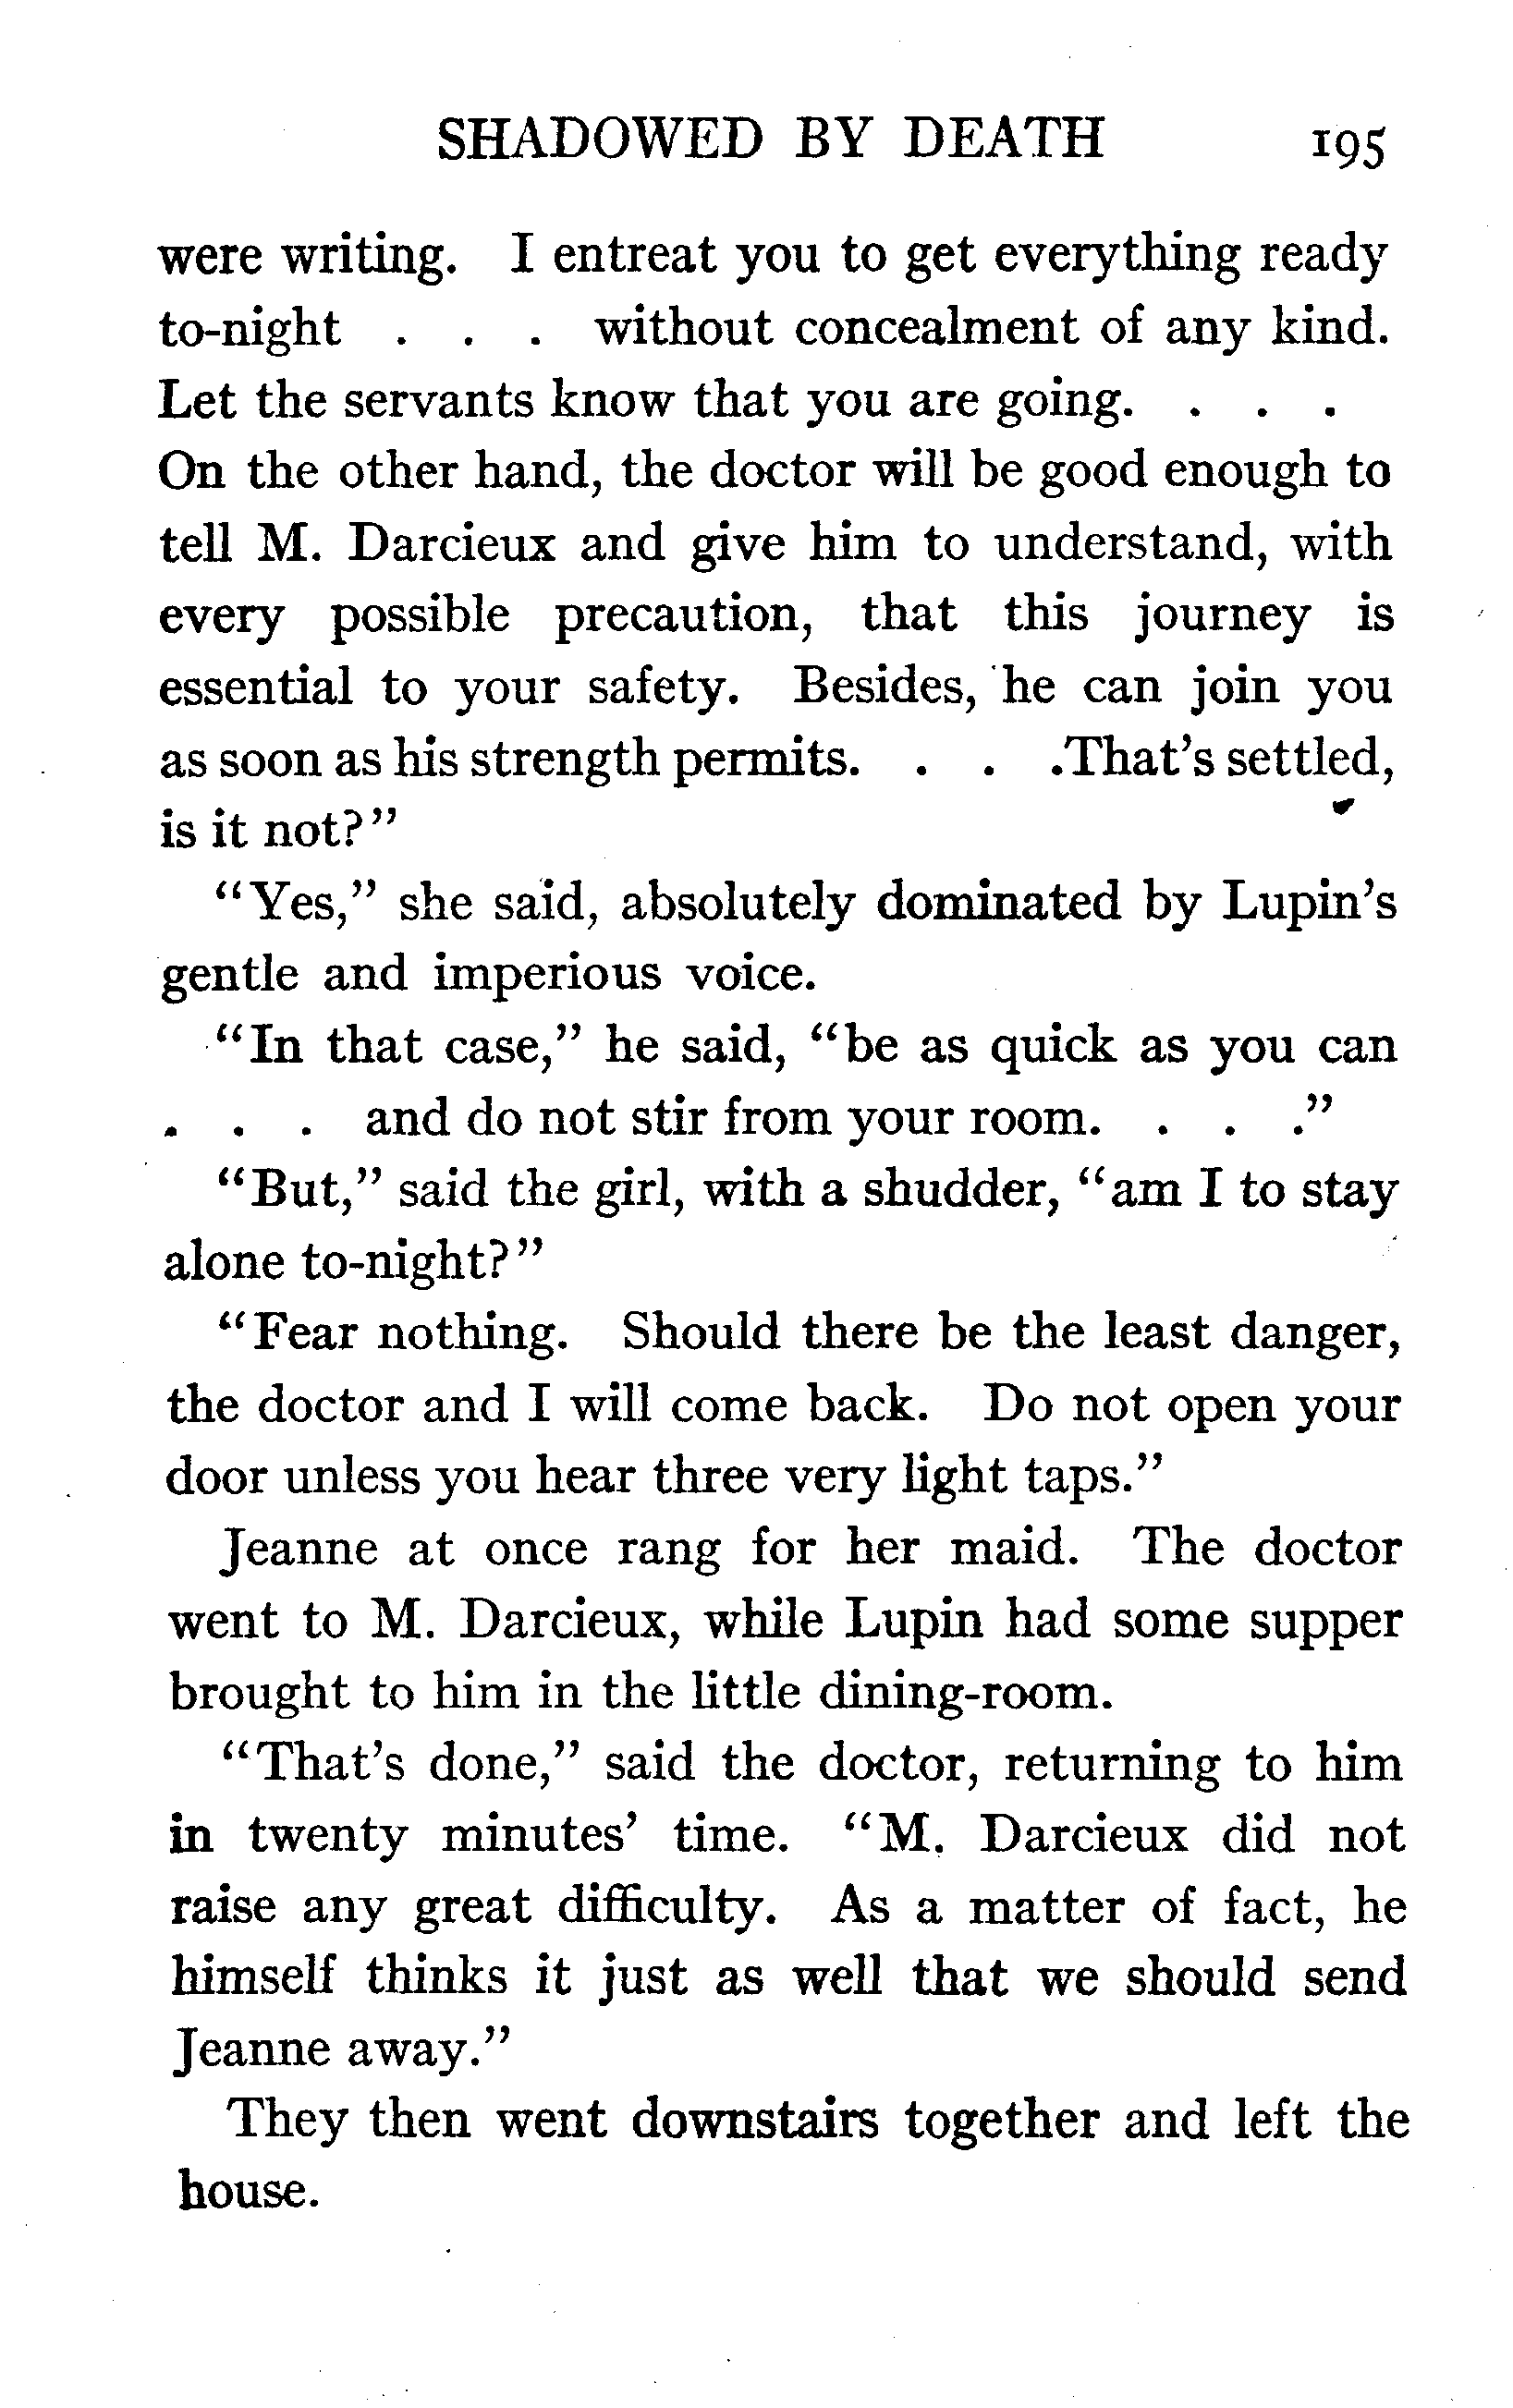 SHADOWED BY DEATH 195
were writing. I entreat you to get everything ready
to-night . . . without concealment of any kind.
Let the servants know that you are going. . . .
On the other hand, the doctor will be good enough to
tell M. Darcieux and give him to understand, with
every possible precaution, that this journey is
essential to your safety. Besides, he can join you
as soon as his strength permits. . . .That's settled,
is it not?"
"Yes," she said, absolutely dominated by Lupin's
gentle and imperious voice.
"In that case," he said, "be as quick as you can
. . . and do not stir from your room. . . ."
"But," said the girl, with a shudder, "am I to stay
alone to-night?"
"Fear nothing. Should there be the least danger,
the doctor and I will come back. Do not open your
door unless you hear three very light taps."
Jeanne at once rang for her maid. The doctor
went to M. Darcieux, while Lupin had some supper
brought to him in the little dining-room.
"That's done," said the doctor, returning to him
in twenty minutes' time. "M. Darcieux did not
raise any great difficulty. As a matter of fact, he
himself thinks it just as well that we should send
Jeanne away."
They then went downstairs together and left the
house.